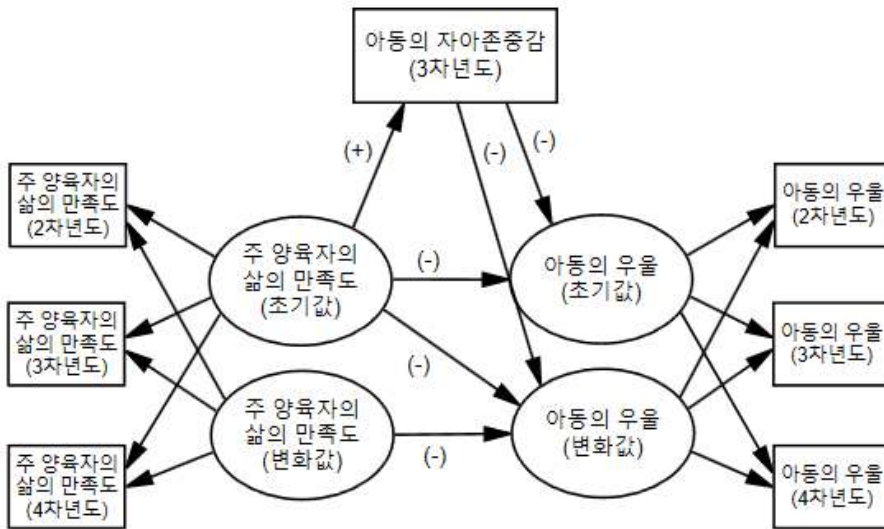 아동의 자아존중감
(3차년도)
(+)
(-)
(-)
주 양육자의
삶의 만족도
(2차년도)
주 양육자의
삶의 만족도
(3차년도)
주 양육자의
삶의 만족도
(4차년도)
주 양육자의
삶의 만족도
(초기값)
주 양육자의
삶의 만족도
(변화값)
(-)
(-)
(-)
아동의 우울
(초기값)
아동의 우울
(변화값)
아동의 우울
(2차년도)
아동의 우울
(3차년도)
아동의 우울
(4차년도)